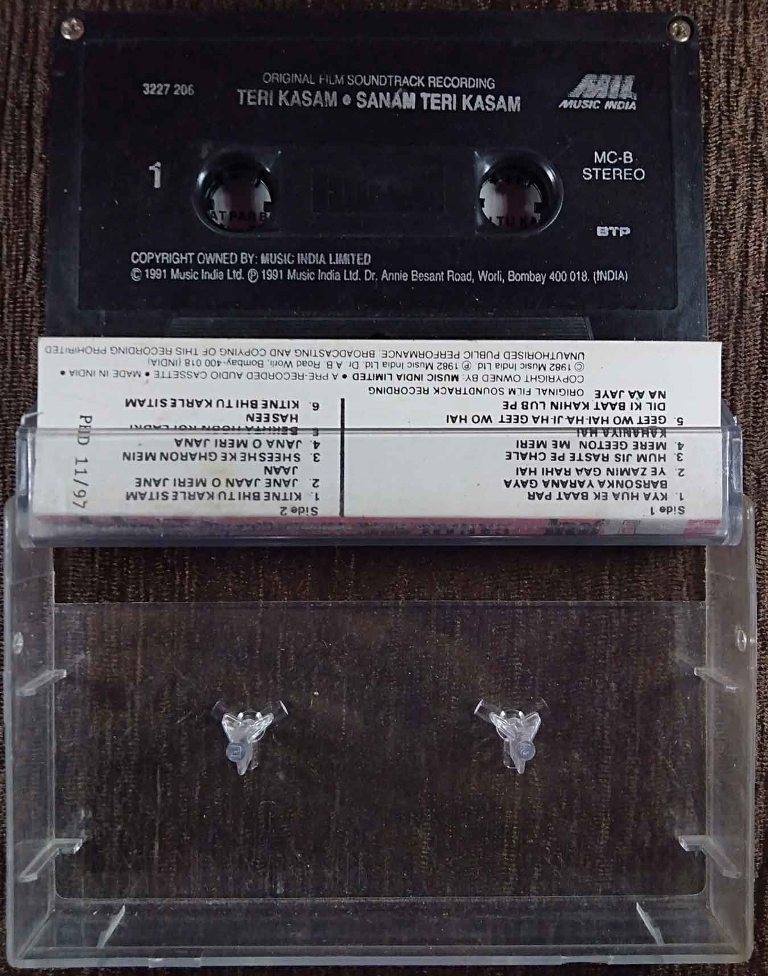 ORIGINAL FILM SOUNDTRACK RECORDING
3227 206
TERI KASAM • SANAM TERI KASAM
MIL
MUSIC INDIA
1
MC-B
STEREO
BTP
COPYRIGHT OWNED BY: MUSIC INDIA LIMITED
© 1991 Music India Ltd. ℗ 1991 Music India Ltd. Dr. Annie Besant Road, Worli, Bombay 400 018. (INDIA)
Side 1
1. KYA HUA EK BAAT PAR
BARSONKA YARANA GAYA
2. YE ZAMIN GAA RAHI HAI
3. HUM JIS RASTE PE CHALE
4. MERE GEETON ME MERI
KAHANIYA HAI
5. GEET WO HAI-HAI-JI-HA GEET WO HAI
DIL KI BAAT KAHIN LUB PE
NA AA JAYE
Side 2
1. KITNE BHI TU KARLE SITAM
2. JANE JAAN O MERI JANE
JAAN
3. SHEESHE KE GHARON MEIN
4. JANA O MERI JANA
HASEEN
6. KITNE BHI TU KARLE SITAM
ORIGINAL FILM SOUNDTRACK RECORDING
COPYRIGHT OWNED BY: MUSIC INDIA LIMITED • A PRE-RECORDED AUDIO CASSETTE • MADE IN INDIA •
© 1982 Music India Ltd. ℗ 1982 Music India Ltd. Dr. A.B. Road Worli, Bombay-400 018 (INDIA)
UNAUTHORISED PUBLIC PERFORMANCE, BROADCASTING AND COPYING OF THIS RECORDING PROHIBITED
PHD 11/97